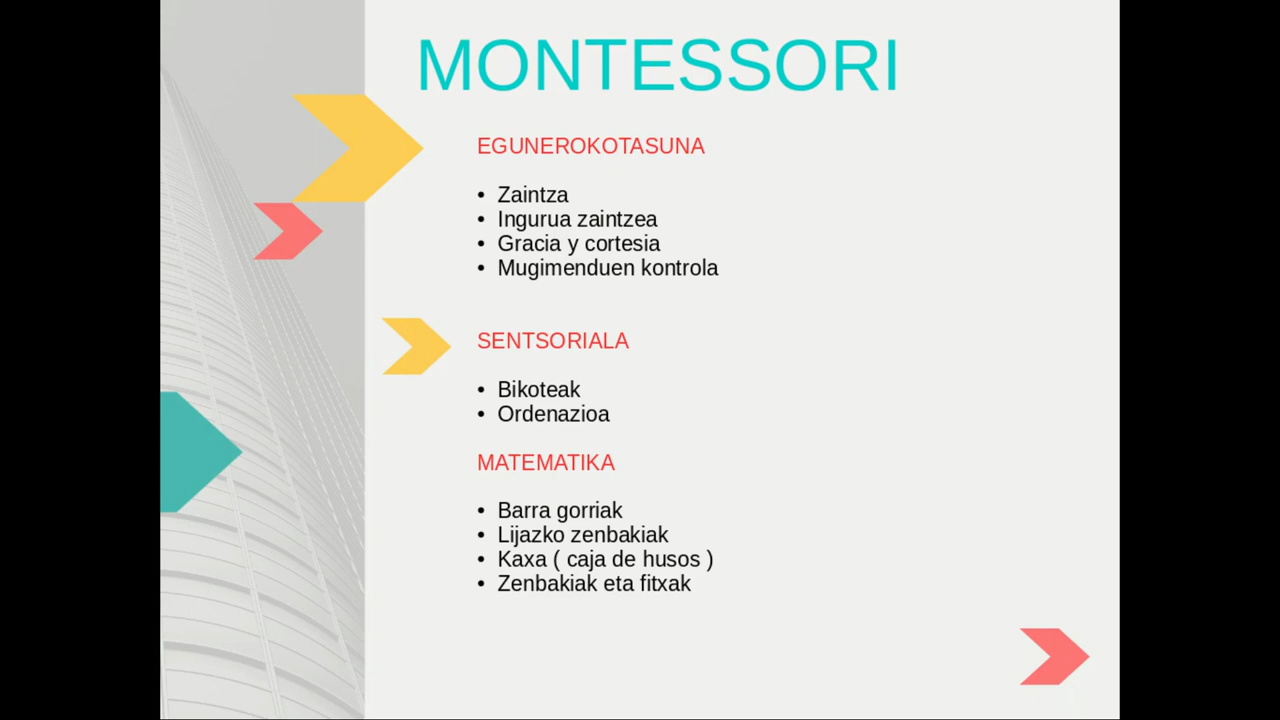 MONTESSORI
EGUNEROKOTASUNA
• Zaintza
• Ingurua zaintzea
• Gracia y cortesia
• Mugimenduen kontrola
SENTSORIALA
• Bikoteak
• Ordenazioa
MATEMATIKA
• Barra gorriak
• Lijazko zenbakiak
• Kaxa ( caja de husos )
• Zenbakiak eta fitxak